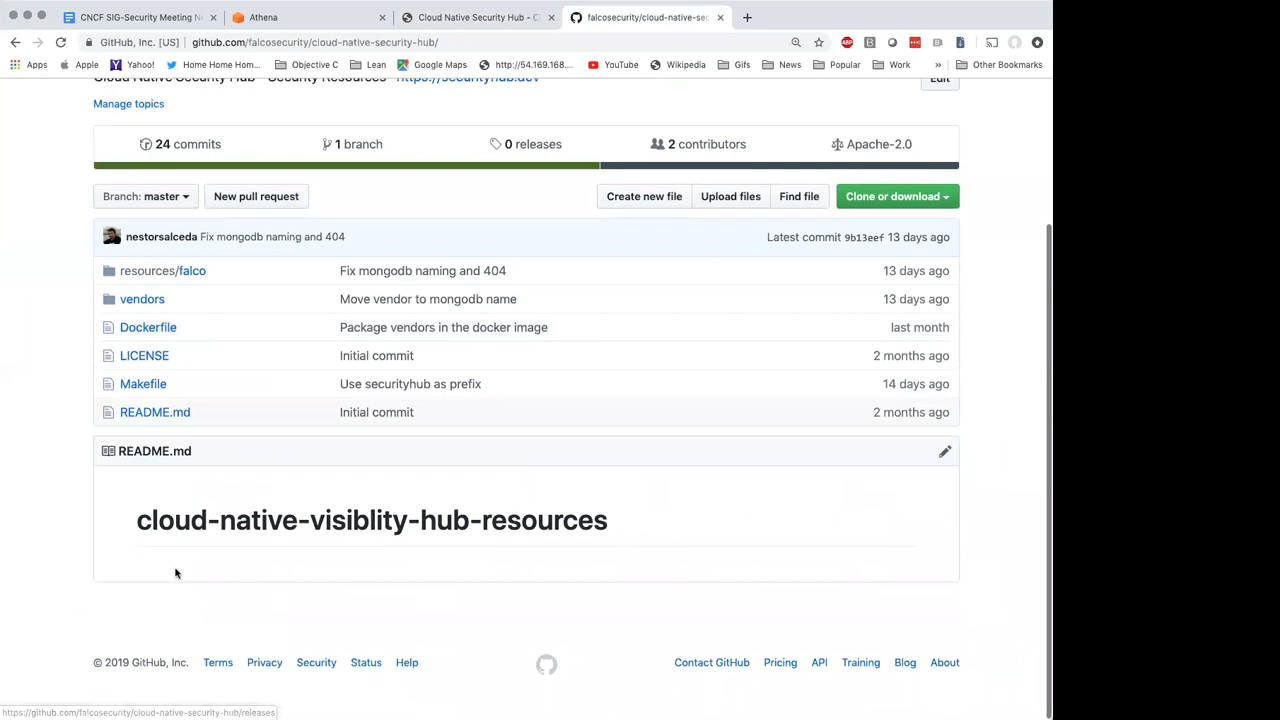 CNCF SIG-Security Meeting N
Athena
Cloud Native Security Hub - C
falcosecurity/cloud-native-sec
GitHub, Inc. [US]
github.com/falcosecurity/cloud-native-security-hub/
Apps
Apple
Yahoo!
Home Home Hom...
Objective C
Lean
Google Maps
http://54.169.168....
YouTube
Wikipedia
Gifs
News
Popular
Work
»
Other Bookmarks
Cloud Native Security Hub - Security Resources https://securityhub.dev
Edit
Manage topics
24 commits
1 branch
0 releases
2 contributors
Apache-2.0
Branch: master
New pull request
Create new file
Upload files
Find file
Clone or download
nestorsalceda Fix mongodb naming and 404
Latest commit 9b13eef 13 days ago
resources/falco
Fix mongodb naming and 404
13 days ago
vendors
Move vendor to mongodb name
13 days ago
Dockerfile
Package vendors in the docker image
last month
LICENSE
Initial commit
2 months ago
Makefile
Use securityhub as prefix
14 days ago
README.md
Initial commit
2 months ago
README.md
cloud-native-visiblity-hub-resources
© 2019 GitHub, Inc.
Terms
Privacy
Security
Status
Help
Contact GitHub
Pricing
API
Training
Blog
About
https://github.com/falcosecurity/cloud-native-security-hub/releases